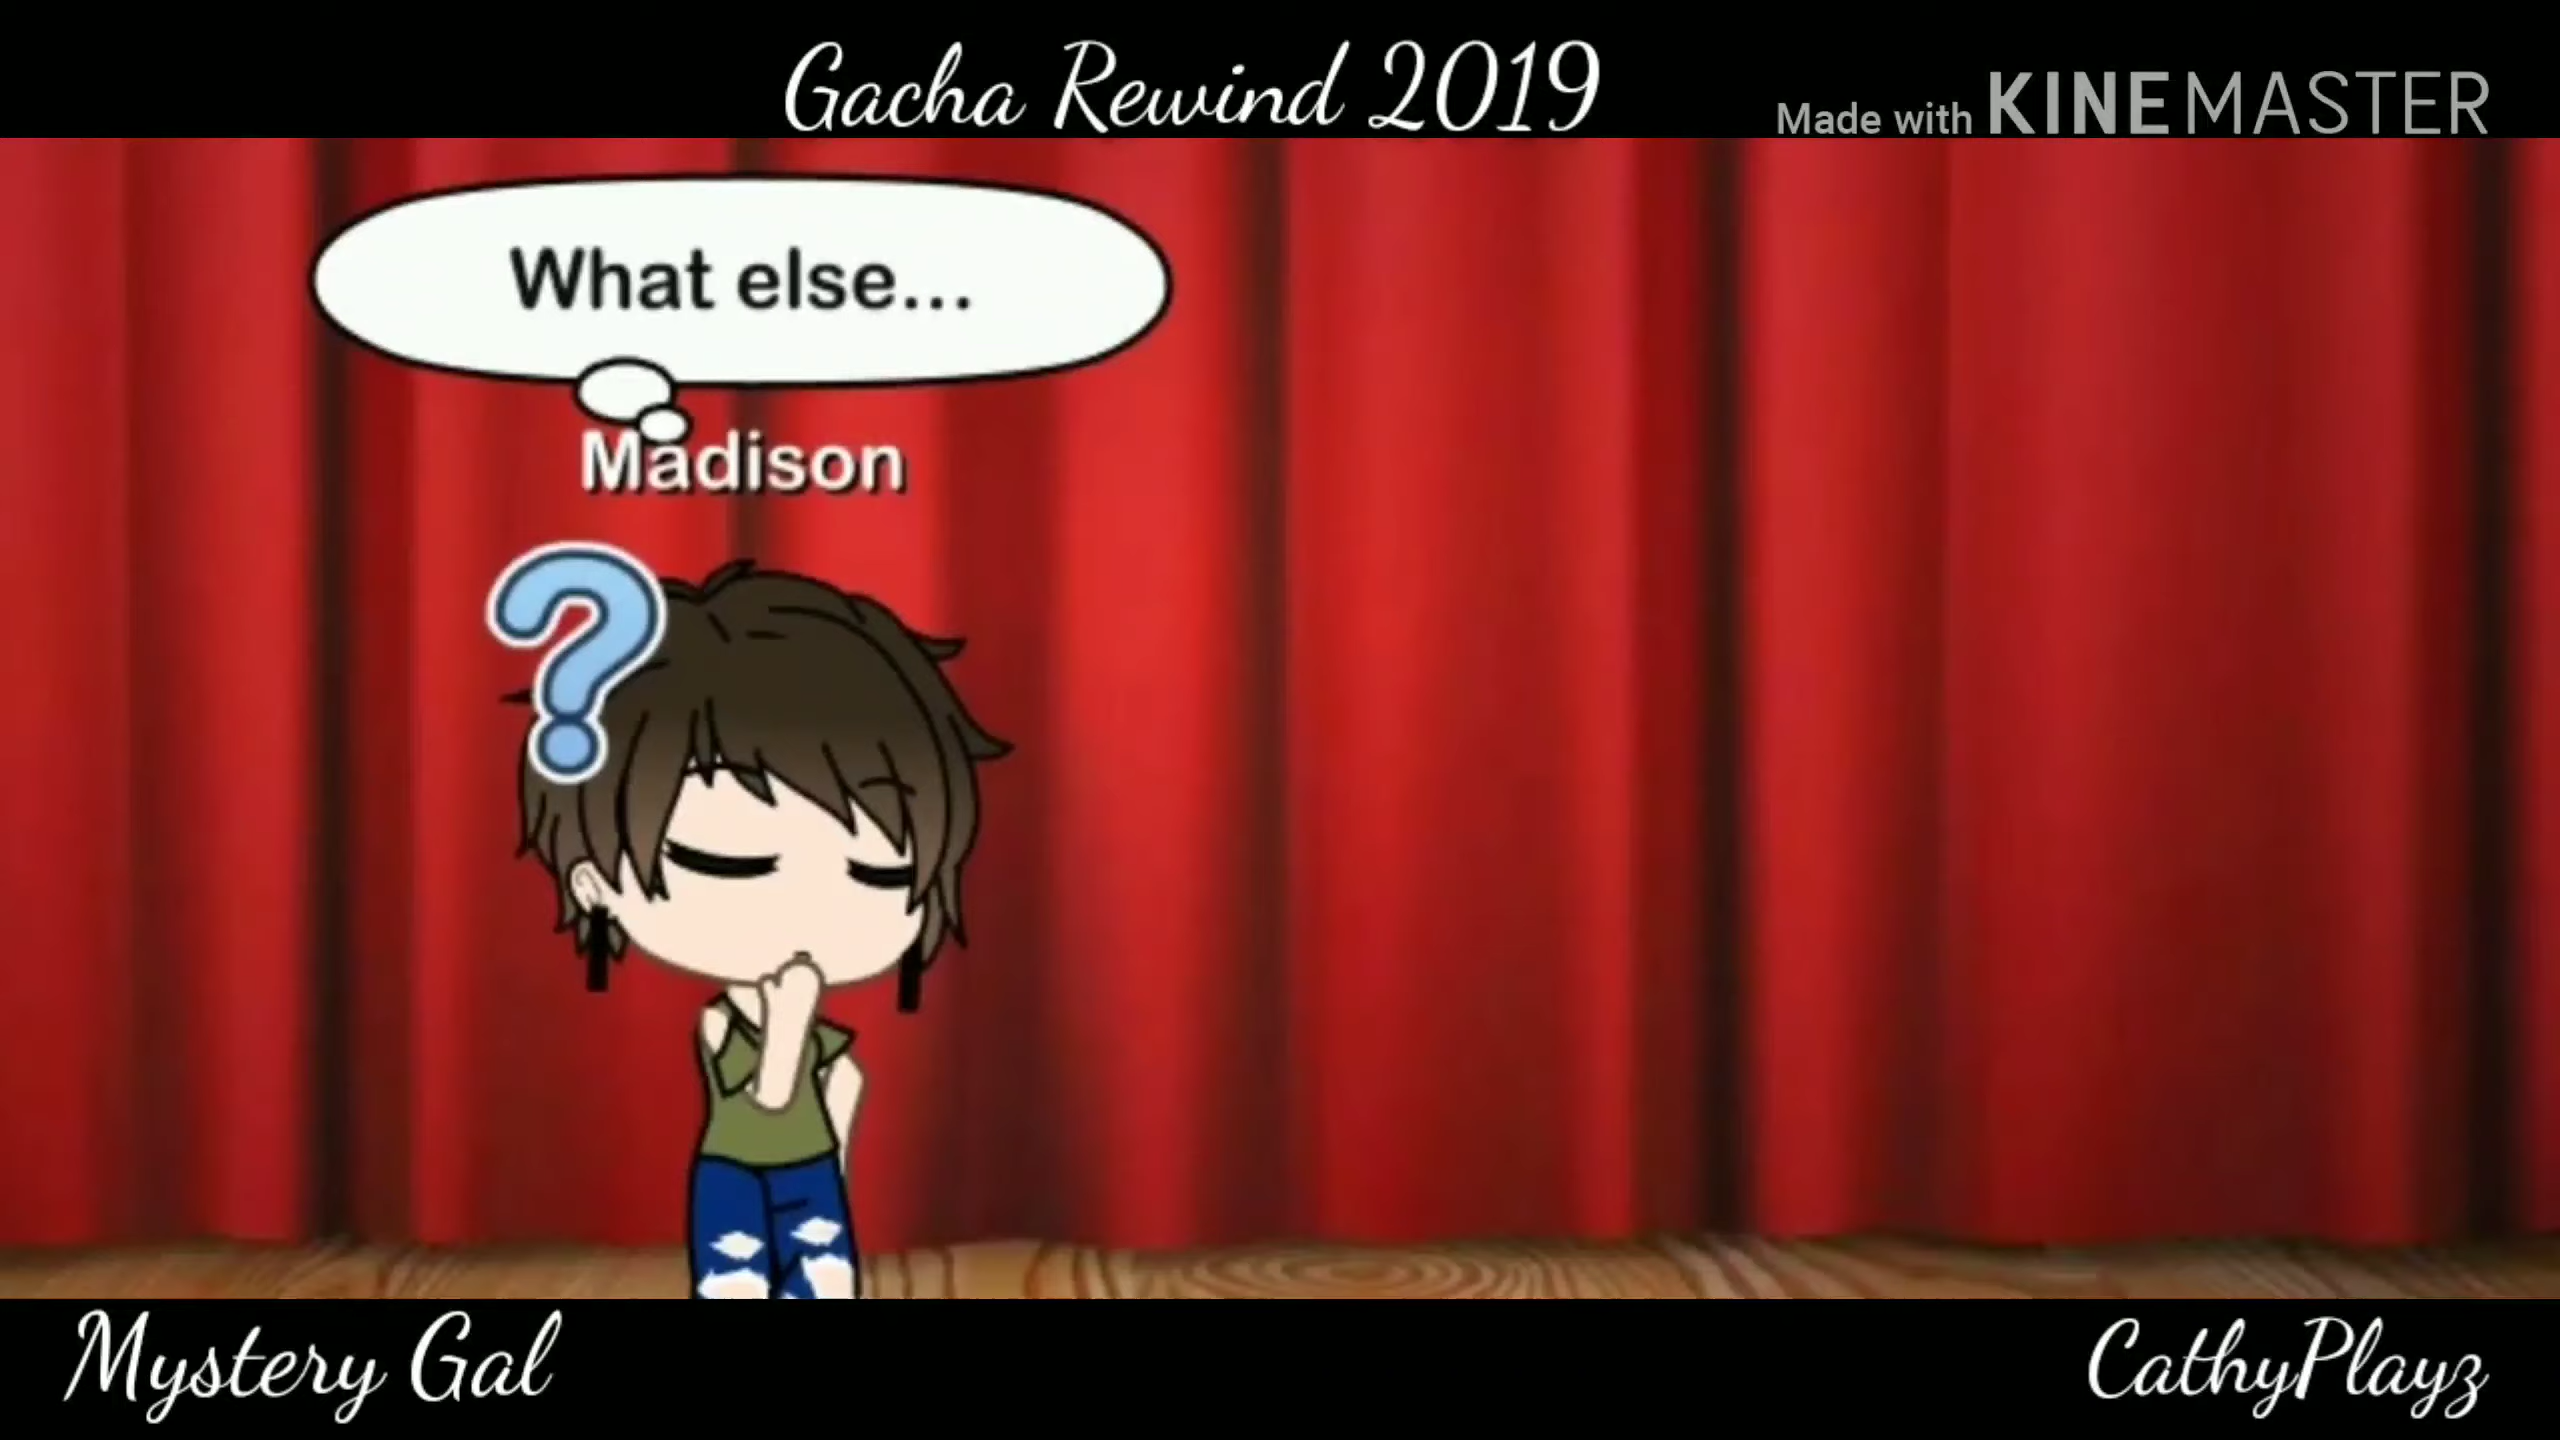 Gacha Rewind 2019
Made with KINEMASTER
What else...
Madison
?
Mystery Gal
CathyPlayz